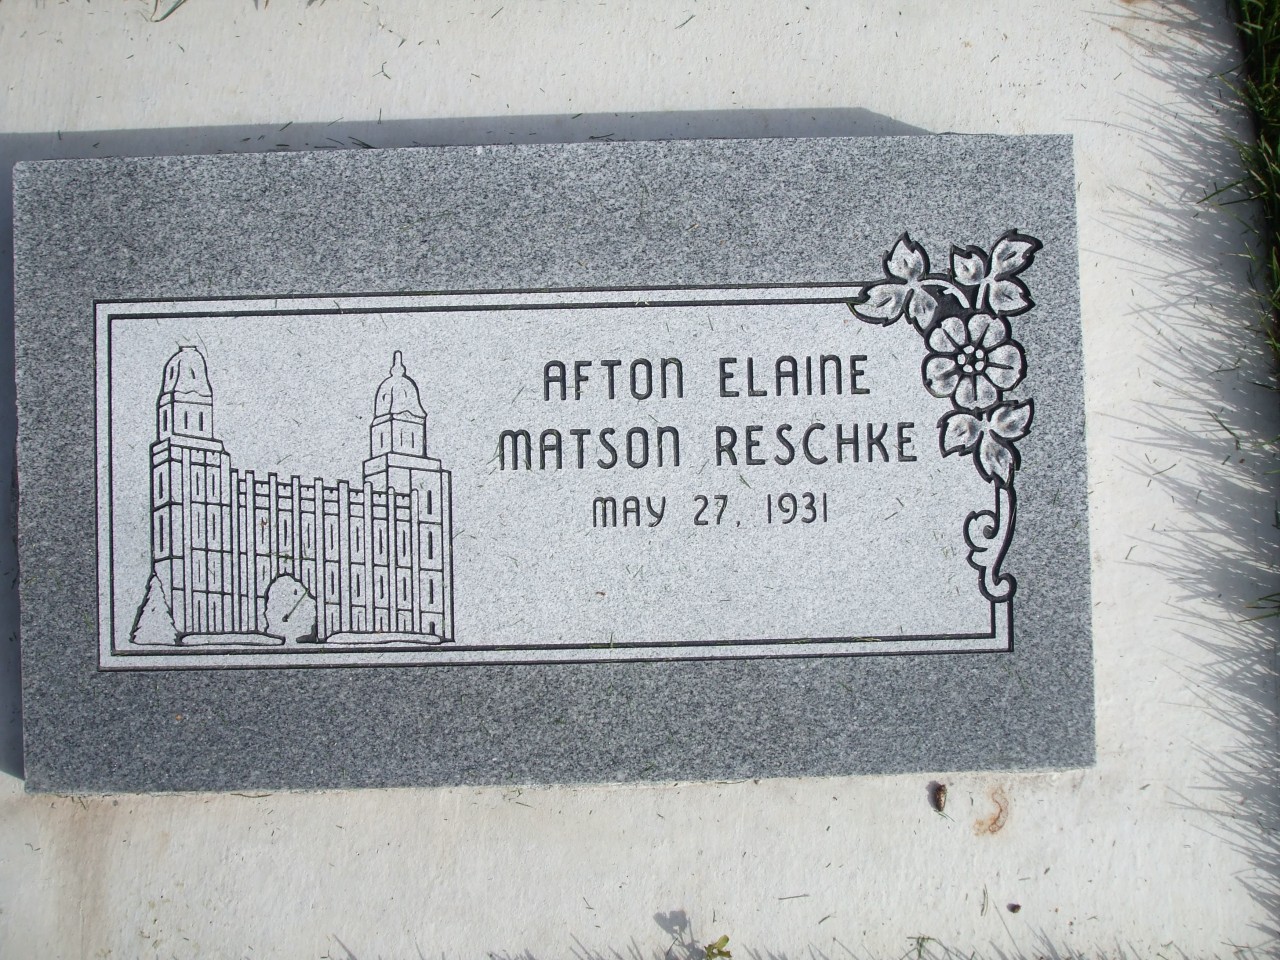 AFTON ELAINE
MATSON RESCHKE
MAY 27, 1931